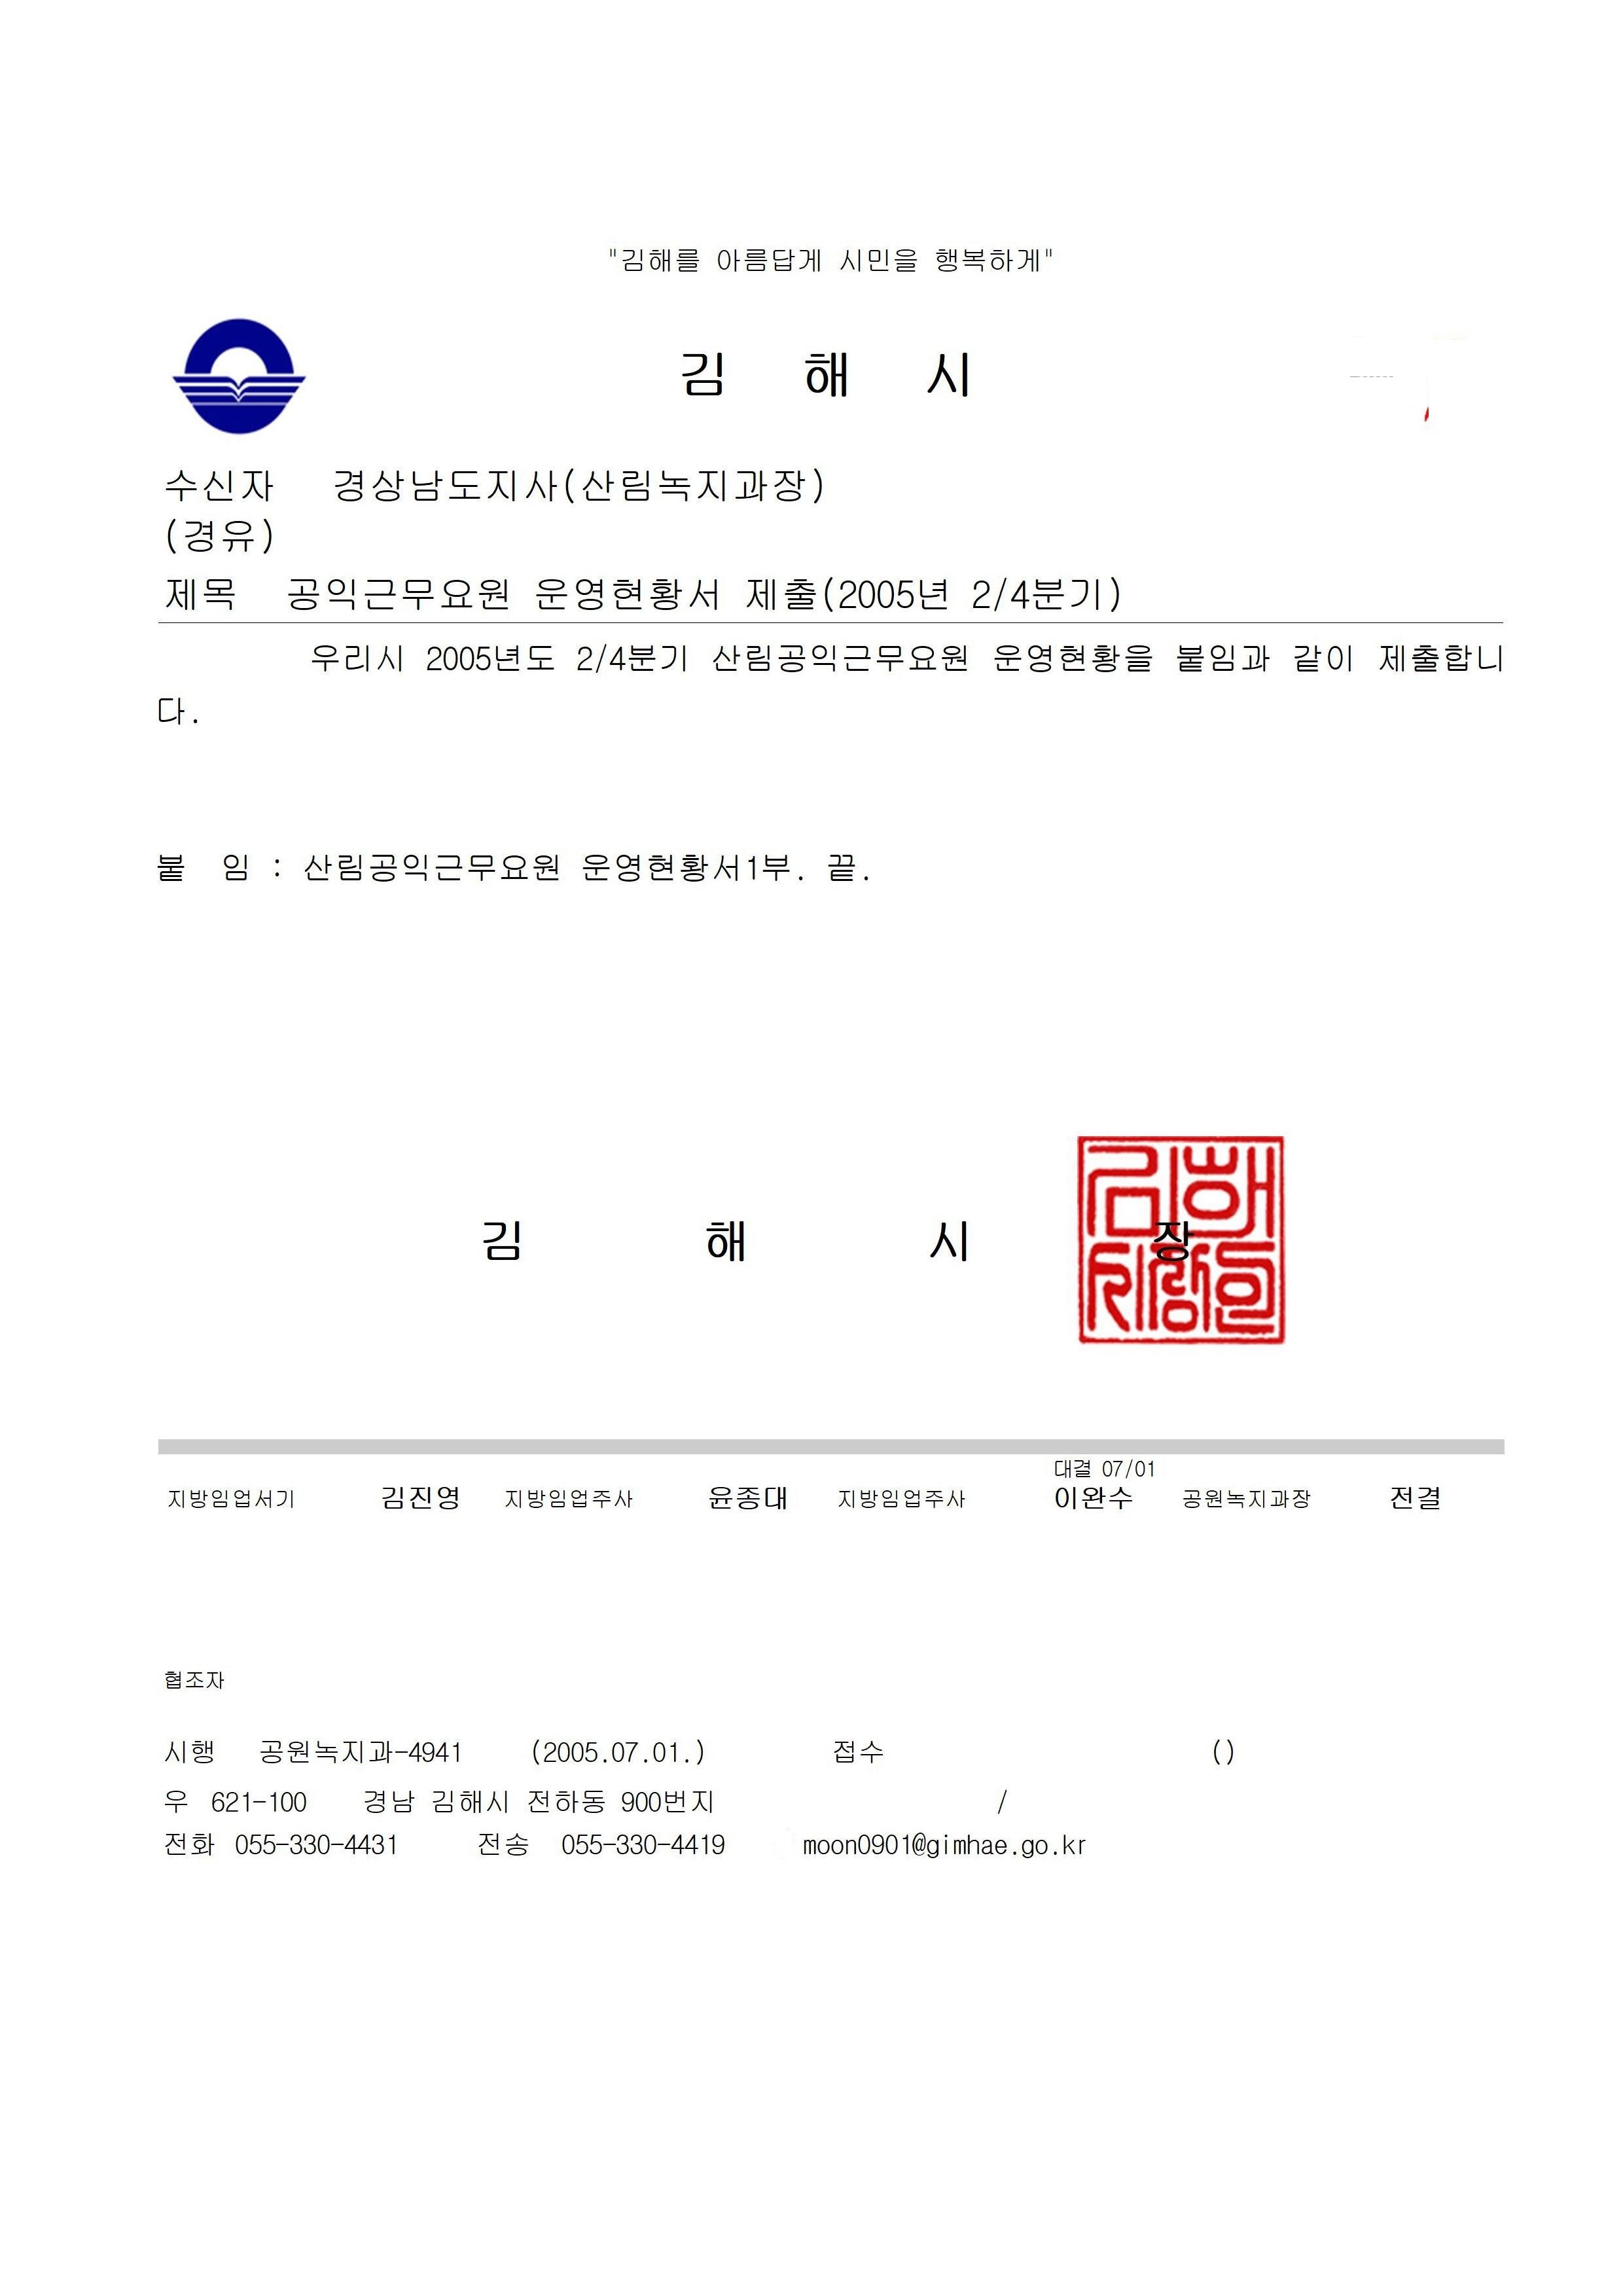 "김해를 아름답게 시민을 행복하게"
김 해 시
수신자 경상남도지사(산림녹지과장)
(경유)
제목 공익근무요원 운영현황서 제출(2005년 2/4분기)
우리시 2005년도 2/4분기 산림공익근무요원 운영현황을 붙임과 같이 제출합니
다.
붙 임 : 산림공익근무요원 운영현황서1부. 끝.
김 해 시 장
대결 07/01
지방임업서기 김진영 지방임업주사 윤종대 지방임업주사 이완수 공원녹지과장 전결
협조자
시행 공원녹지과-4941 (2005.07.01.) 접수 ()
우 621-100 경남 김해시 전하동 900번지 /
전화 055-330-4431 전송 055-330-4419 moon0901@gimhae.go.kr